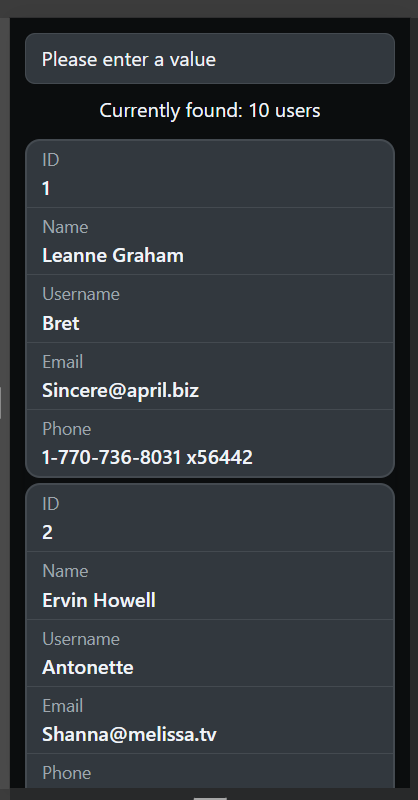 Please enter a value
Currently found: 10 users
ID
1
Name
Leanne Graham
Username
Bret
Email
Sincere@april.biz
Phone
1-770-736-8031 x56442
ID
2
Name
Ervin Howell
Username
Antonette
Email
Shanna@melissa.tv
Phone